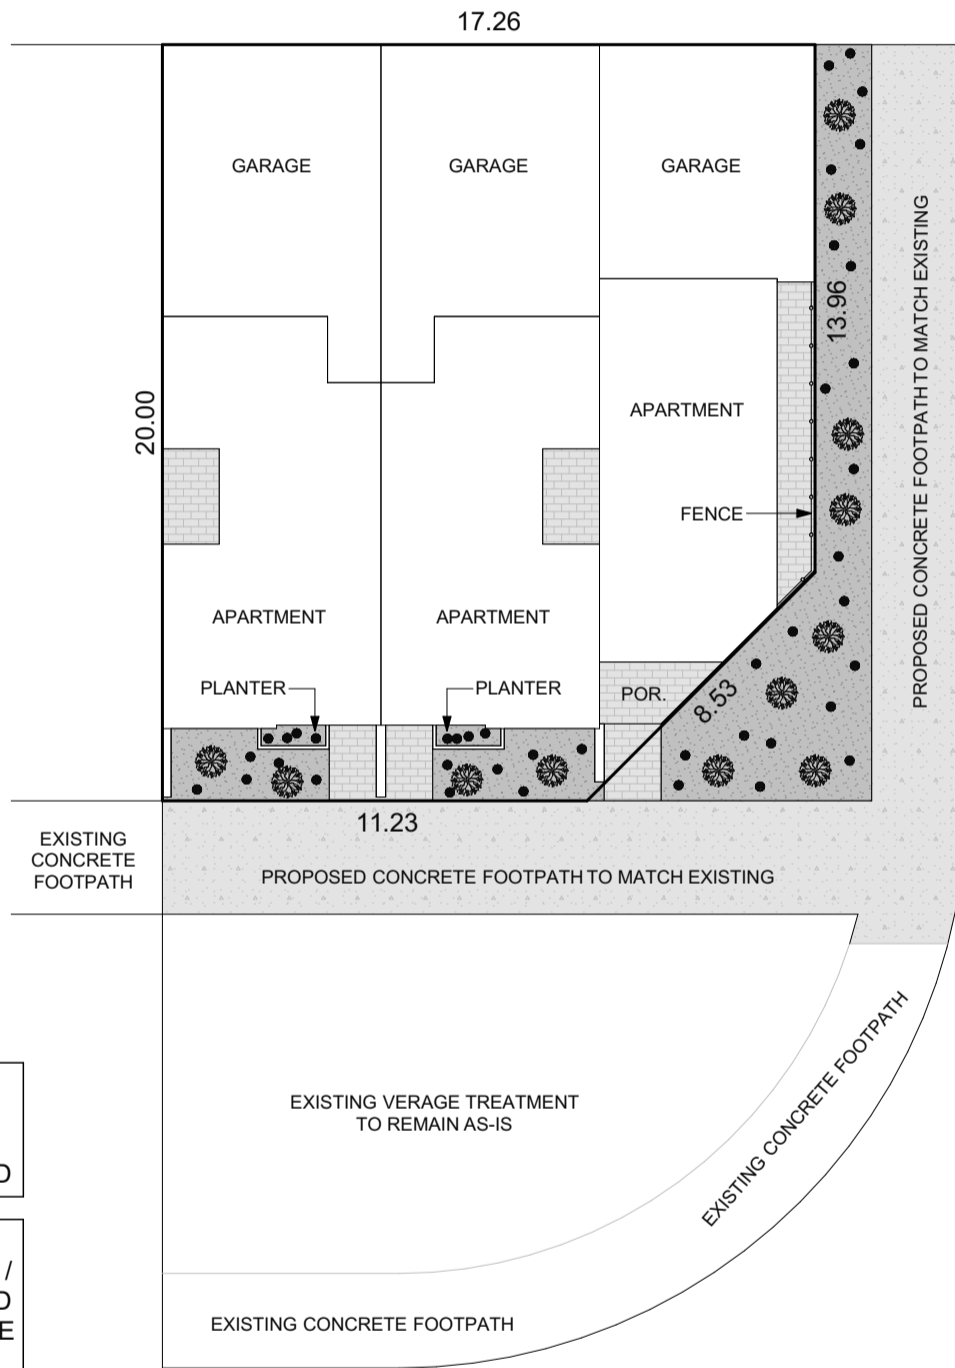 17.26
GARAGE
GARAGE
GARAGE
13.96
PROPOSED CONCRETE FOOTPATH TO MATCH EXISTING
20.00
APARTMENT
FENCE
APARTMENT
APARTMENT
PLANTER
PLANTER
POR.
8.53
11.23
EXISTING
CONCRETE
FOOTPATH
PROPOSED CONCRETE FOOTPATH TO MATCH EXISTING
EXISTING VERAGE TREATMENT
TO REMAIN AS-IS
EXISTING CONCRETE FOOTPATH
EXISTING CONCRETE FOOTPATH
D
/
D
E